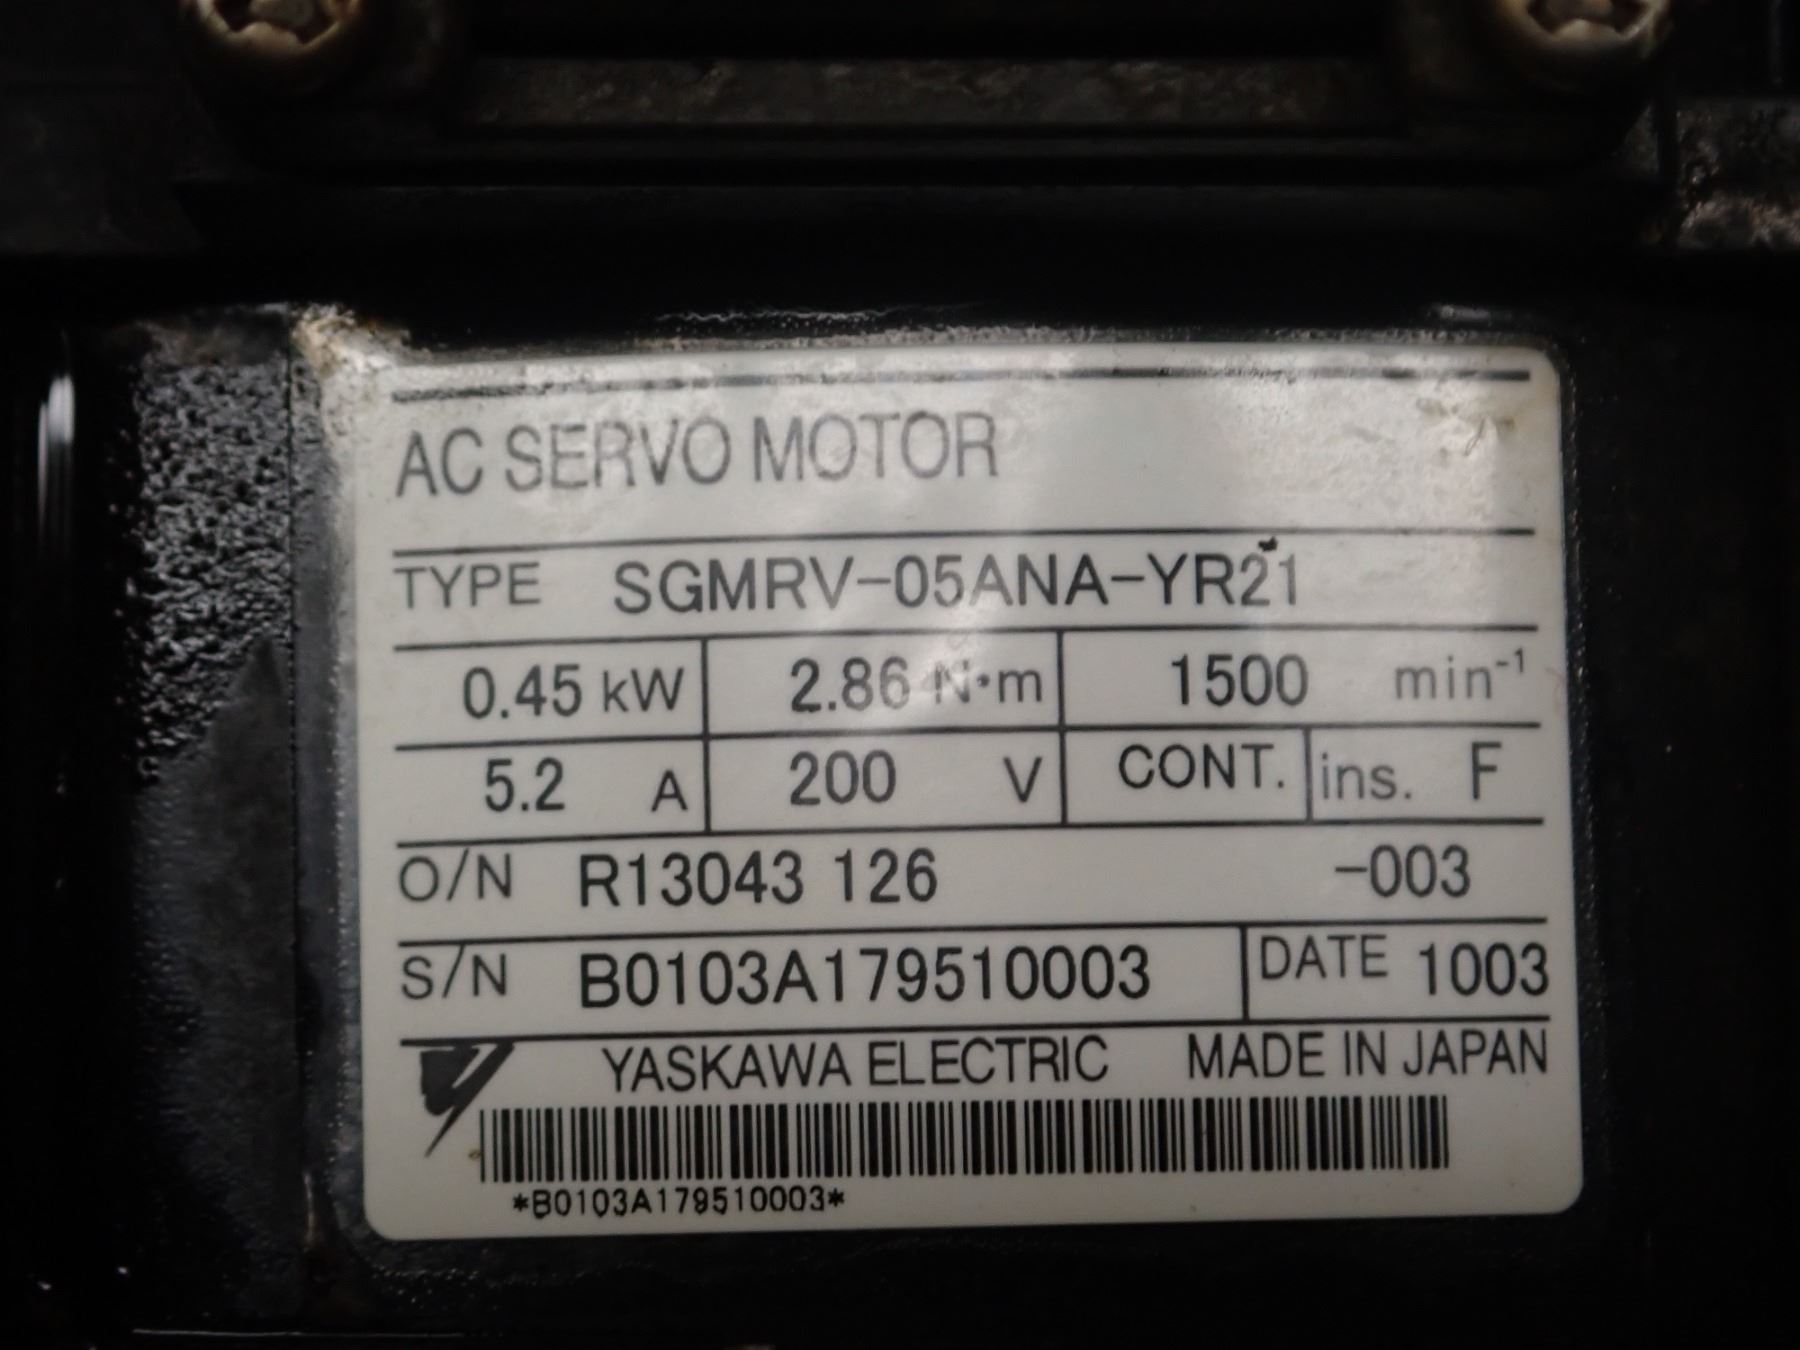 AC SERVO MOTOR
TYPE SGMRV-05ANA-YR21
0.45 kW 2.86 N·m 1500 min⁻¹
5.2 A 200 V CONT. ins. F
O/N R13043 126 -003
S/N B0103A179510003 DATE 1003
YASKAWA ELECTRIC MADE IN JAPAN
*B0103A179510003*